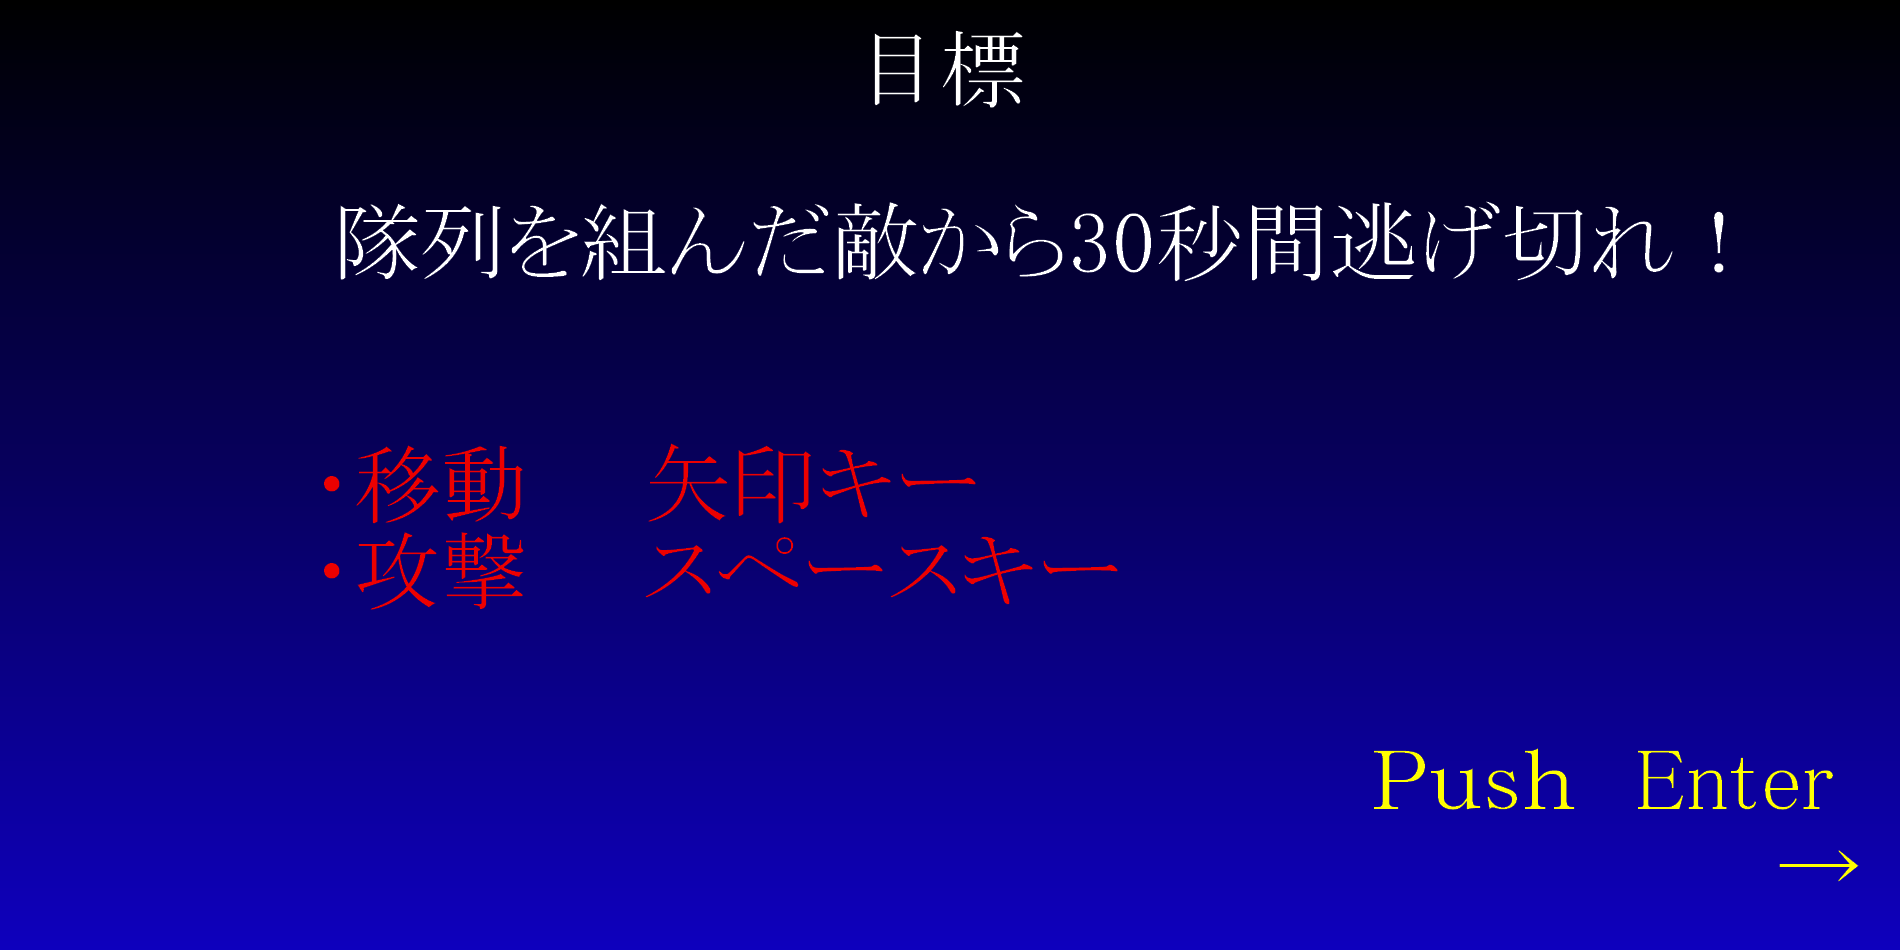 目標
隊列を組んだ敵から30秒間逃げ切れ！
・移動　矢印キー
・攻撃　スペースキー
Push Enter
→